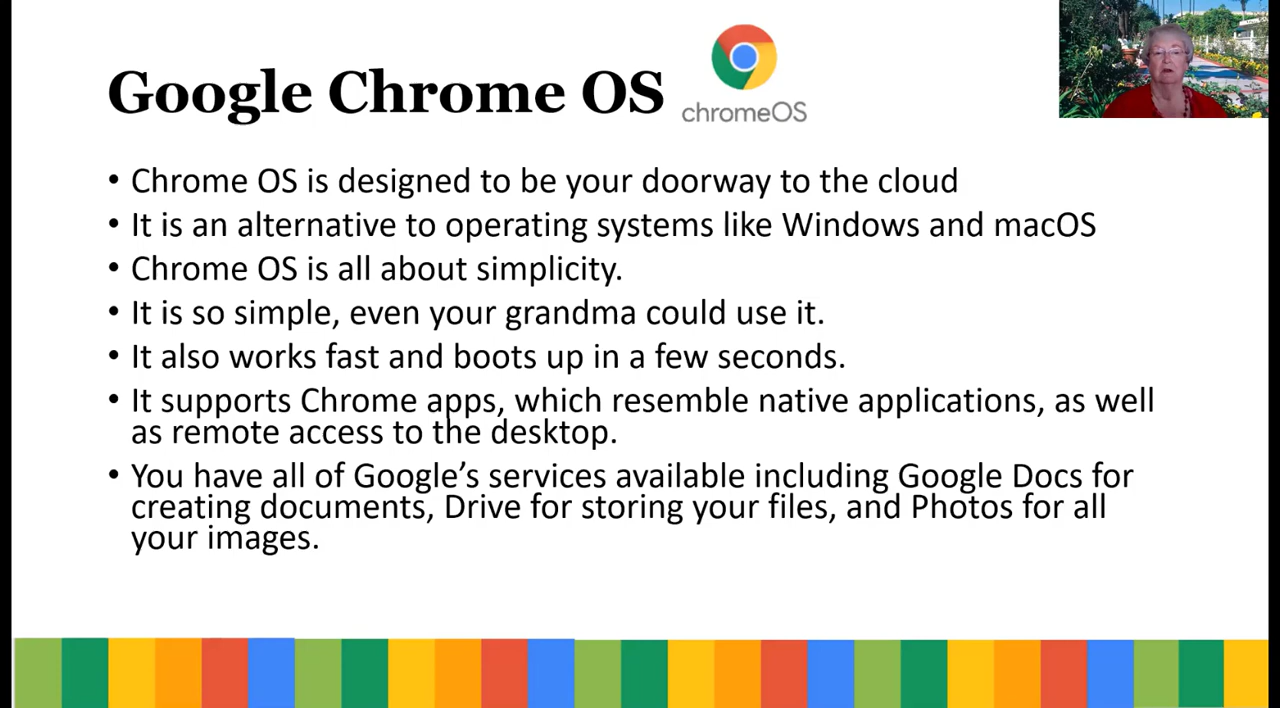 Google Chrome OS
chromeOS
• Chrome OS is designed to be your doorway to the cloud
• It is an alternative to operating systems like Windows and macOS
• Chrome OS is all about simplicity.
• It is so simple, even your grandma could use it.
• It also works fast and boots up in a few seconds.
• It supports Chrome apps, which resemble native applications, as well
as remote access to the desktop.
• You have all of Google’s services available including Google Docs for
creating documents, Drive for storing your files, and Photos for all
your images.